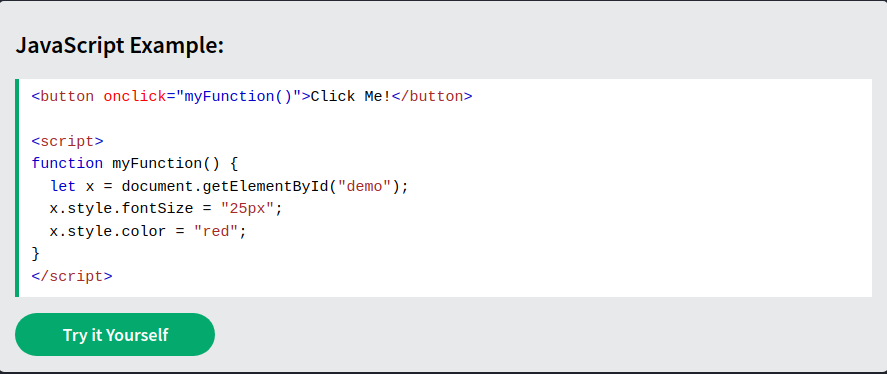 JavaScript Example:
<button onclick="myFunction()">Click Me!</button>

<script>
function myFunction() {
  let x = document.getElementById("demo");
  x.style.fontSize = "25px";
  x.style.color = "red";
}
</script>
Try it Yourself